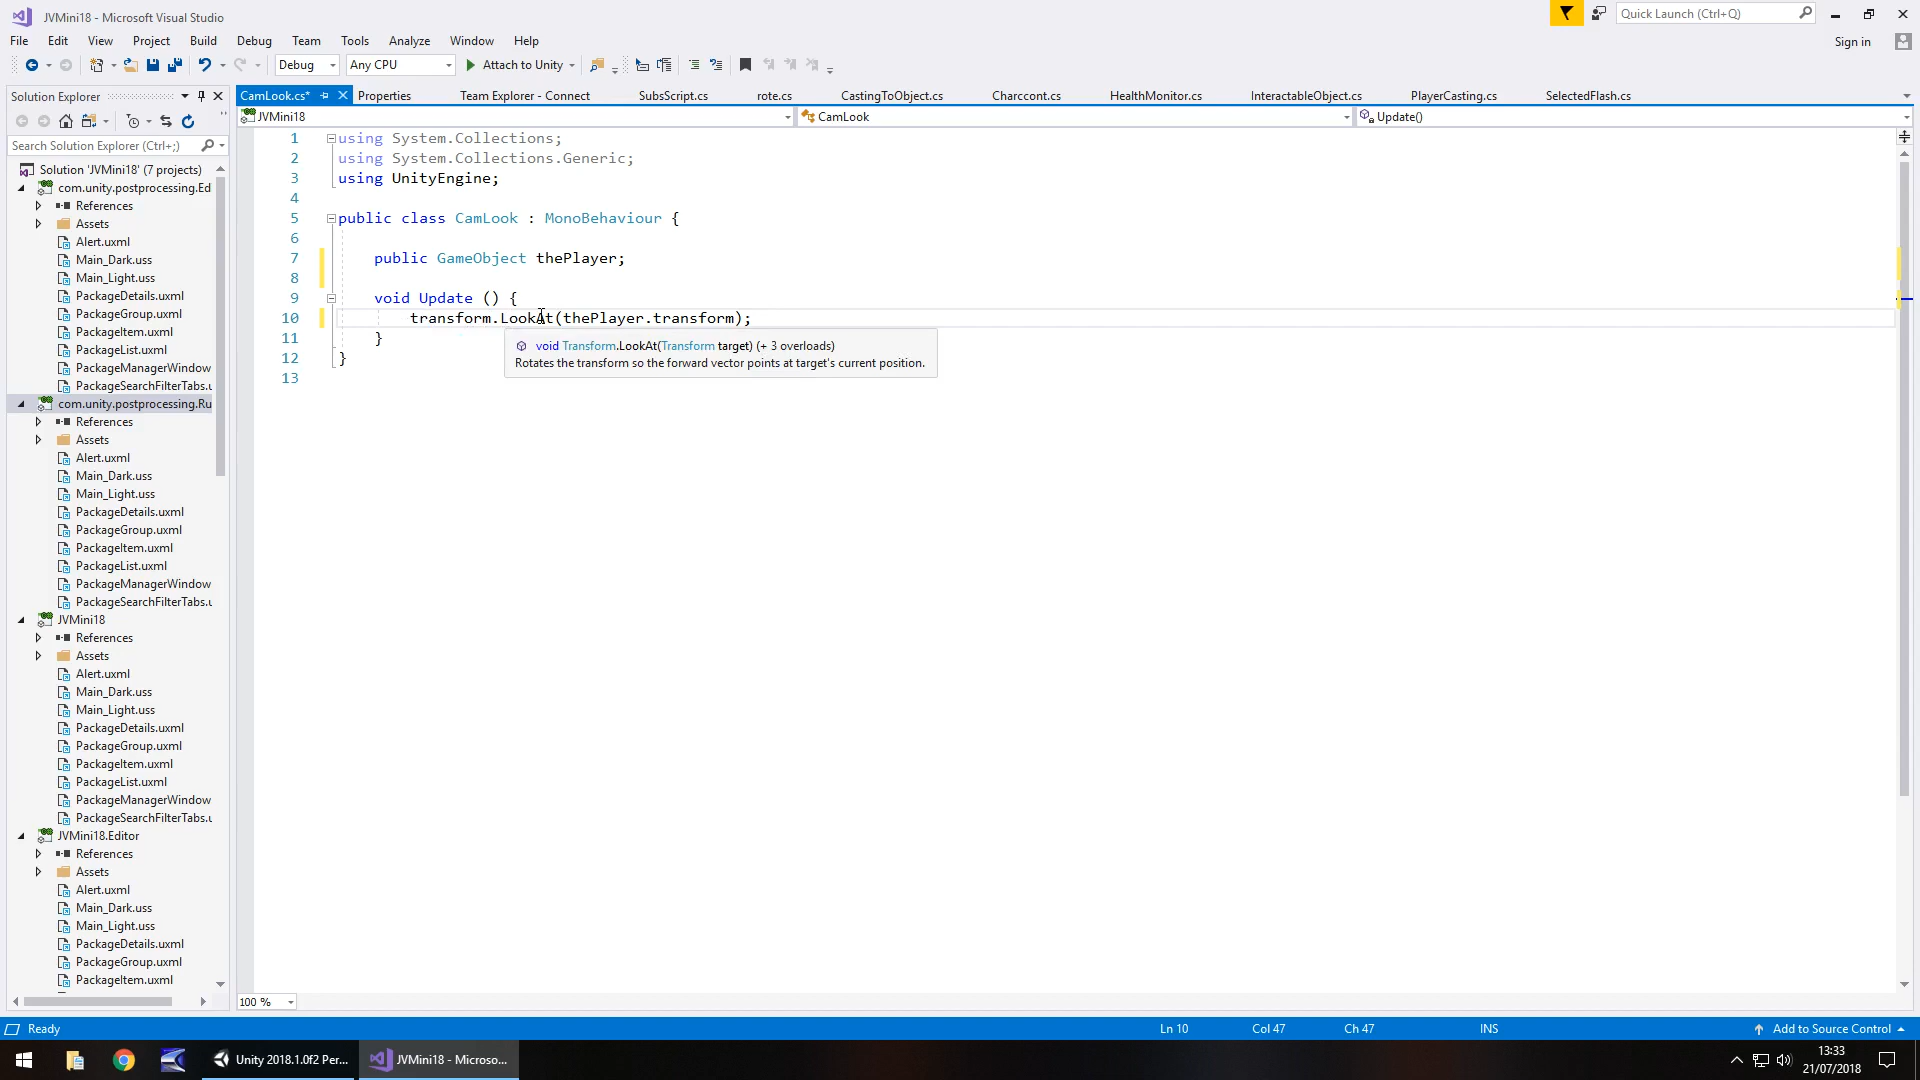 JVMini18 - Microsoft Visual Studio
Quick Launch (Ctrl+Q)
File Edit View Project Build Debug Team Tools Analyze Window Help
Sign in
Debug Any CPU Attach to Unity
Solution Explorer
CamLook.cs* Properties Team Explorer - Connect SubsScript.cs rote.cs CastingToObject.cs Charccont.cs HealthMonitor.cs InteractableObject.cs PlayerCasting.cs SelectedFlash.cs
JVMini18 CamLook Update()
Search Solution Explorer (Ctrl+;)
Solution 'JVMini18' (7 projects)
com.unity.postprocessing.Ed
References
Assets
Alert.uxml
Main_Dark.uss
Main_Light.uss
PackageDetails.uxml
PackageGroup.uxml
PackageItem.uxml
PackageList.uxml
PackageManagerWindow
PackageSearchFilterTabs.u
com.unity.postprocessing.Ru
References
Assets
Alert.uxml
Main_Dark.uss
Main_Light.uss
PackageDetails.uxml
PackageGroup.uxml
PackageItem.uxml
PackageList.uxml
PackageManagerWindow
PackageSearchFilterTabs.u
JVMini18
References
Assets
Alert.uxml
Main_Dark.uss
Main_Light.uss
PackageDetails.uxml
PackageGroup.uxml
PackageItem.uxml
PackageList.uxml
PackageManagerWindow
PackageSearchFilterTabs.u
JVMini18.Editor
References
Assets
Alert.uxml
Main_Dark.uss
Main_Light.uss
PackageDetails.uxml
PackageGroup.uxml
PackageItem.uxml
1 using System.Collections;
2 using System.Collections.Generic;
3 using UnityEngine;
4
5 public class CamLook : MonoBehaviour {
6
7 public GameObject thePlayer;
8
9 void Update () {
10 transform.LookAt(thePlayer.transform);
11 }
12 }
13
void Transform.LookAt(Transform target) (+ 3 overloads)
Rotates the transform so the forward vector points at target's current position.
100 %
Ready Ln 10 Col 47 Ch 47 INS Add to Source Control
Unity 2018.1.0f2 Per... JVMini18 - Microso...
13:33
21/07/2018